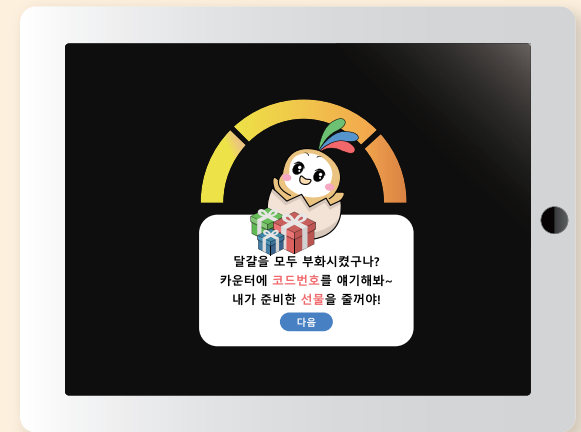 달걀을 모두 부화시켰구나?
카운터에 코드번호를 얘기해봐~
내가 준비한 선물을 줄꺼야!
다음